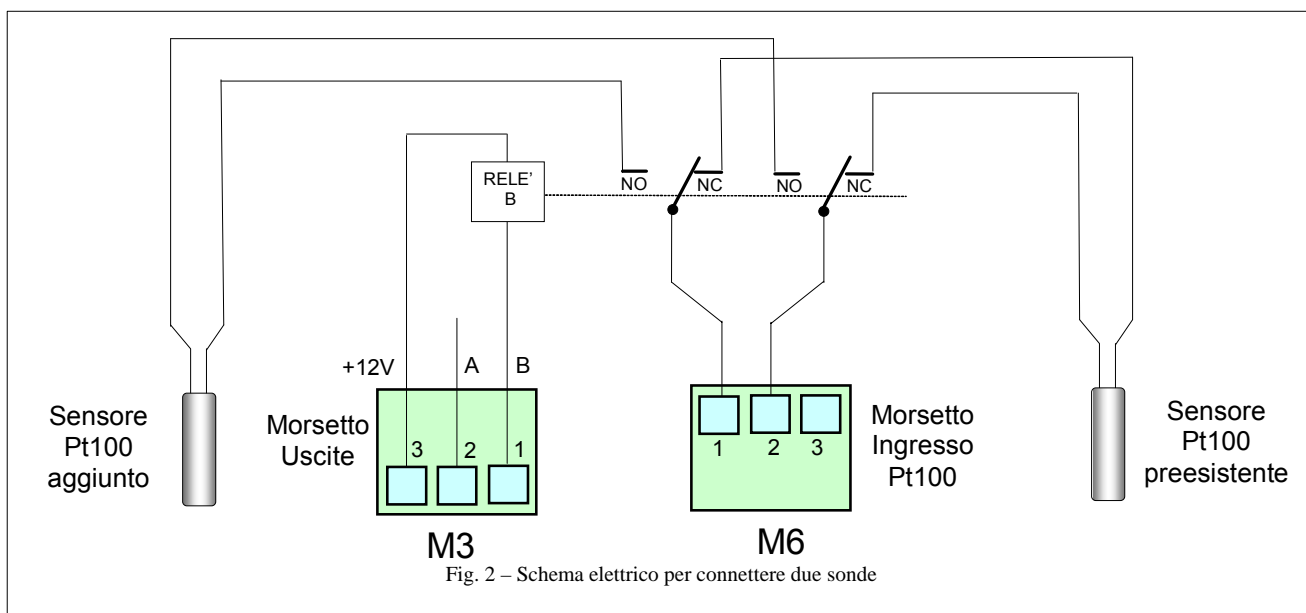 RELE'
B
NO
NC
NO
NC
+12V
A
B
Sensore
Pt100
aggiunto
Morsetto
Uscite
3
2
1
1
2
3
Morsetto
Ingresso
Pt100
Sensore
Pt100
preesistente
M3
M6
Fig. 2 – Schema elettrico per connettere due sonde